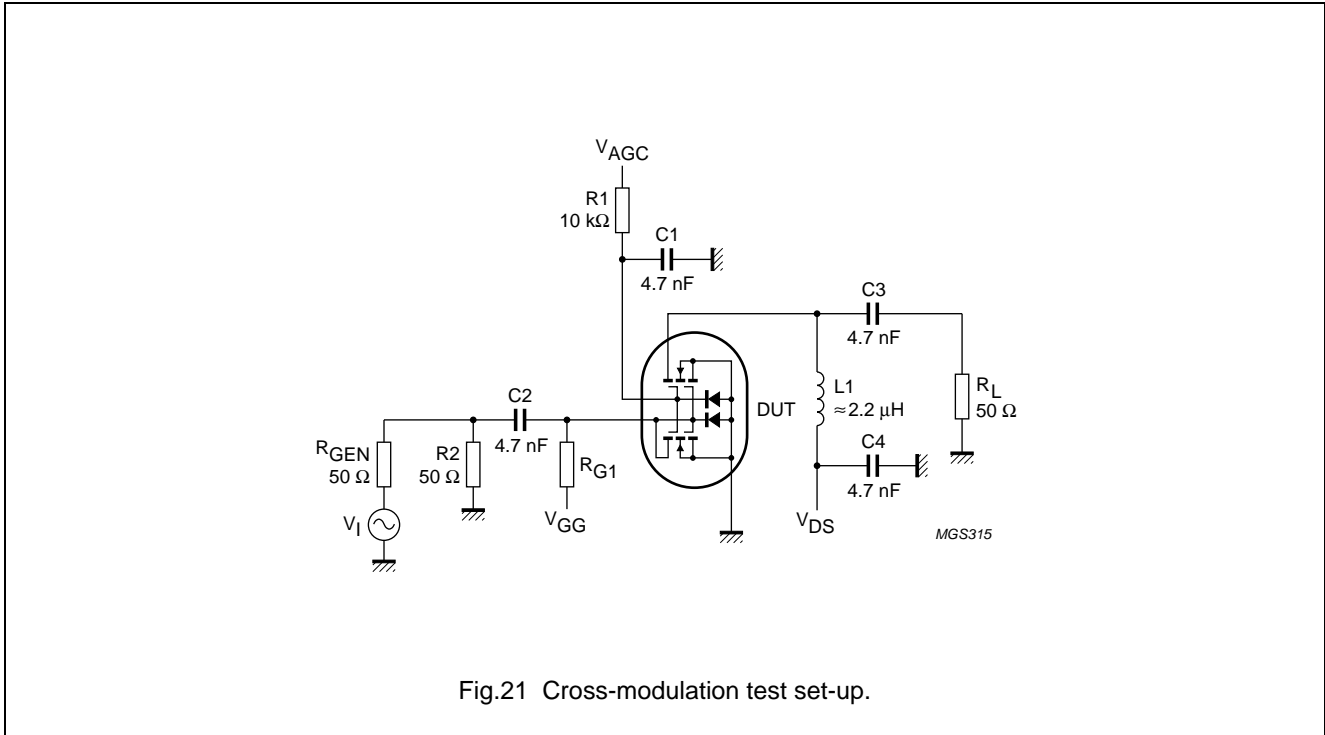 VAGC
R1
10 kΩ
C1
4.7 nF
C3
4.7 nF
L1
≈2.2 μH
RL
50 Ω
DUT
C2
4.7 nF
RGEN
50 Ω
R2
50 Ω
RG1
C4
4.7 nF
VI
VGG
VDS
MGS315
Fig.21 Cross-modulation test set-up.